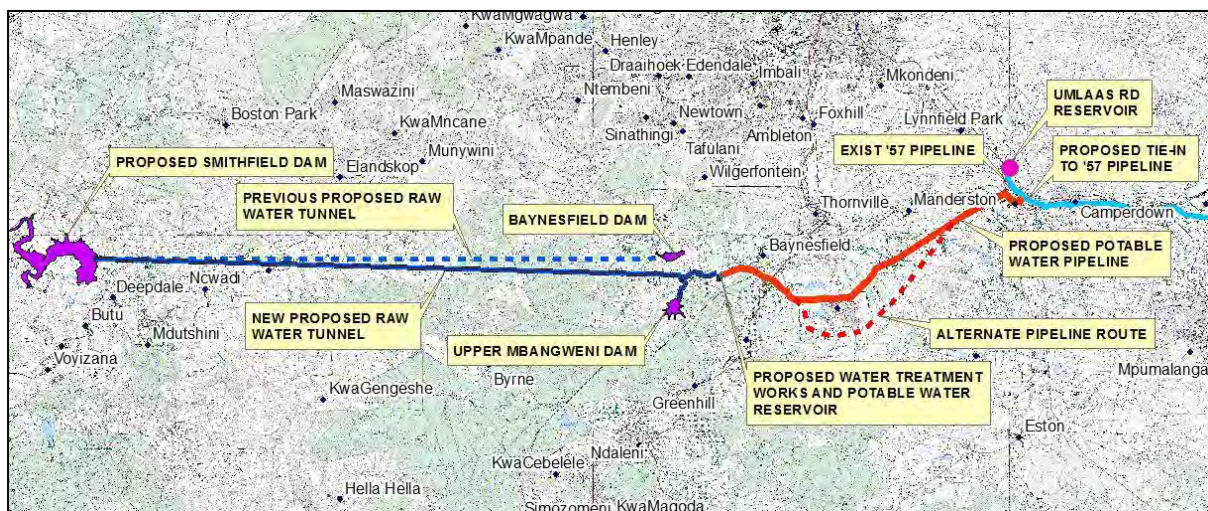 KwaMgwagwa
KwaMpande
Henley
Draaihoek
Edendale
Imbali
Mkondeni
Maswazini
Ntembeni
UMLAAS RD
RESERVOIR
Boston Park
Newtown
Foxhill
Lynnfield Park
KwaMncane
Sinathingi
Ambleton
Tafulani
EXIST '57 PIPELINE
PROPOSED TIE-IN
TO '57 PIPELINE
PROPOSED SMITHFIELD DAM
Munywini
Elandskop
Wilgerfontein
PREVIOUS PROPOSED RAW
WATER TUNNEL
BAYNESFIELD DAM
Thornville
Manderston
Camperdown
Baynesfield
PROPOSED POTABLE
WATER PIPELINE
Ncwadi
Deepdale
Butu
Mdutshini
NEW PROPOSED RAW
WATER TUNNEL
UPPER MBANGWENI DAM
ALTERNATE PIPELINE ROUTE
Voyizana
Byrne
Mpumalanga
KwaGengeshe
PROPOSED WATER TREATMENT
WORKS AND POTABLE WATER
RESERVOIR
Greenhill
Eston
Ndaleni
KwaCebelele
Hella Hella
Simozomeni
KwaMagoda